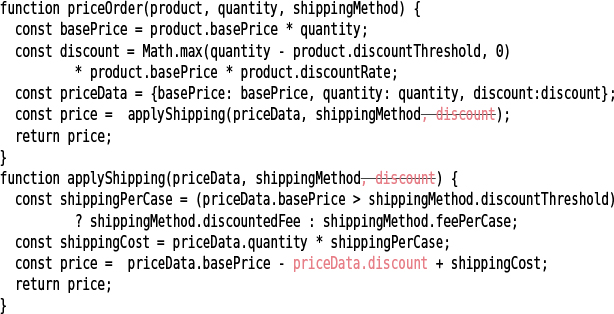 function priceOrder(product, quantity, shippingMethod) {
const basePrice = product.basePrice * quantity;
const discount = Math.max(quantity - product.discountThreshold, 0)
* product.basePrice * product.discountRate;
const priceData = {basePrice: basePrice, quantity: quantity, discount:discount};
const price =  applyShipping(priceData, shippingMethod, discount);
return price;
}
function applyShipping(priceData, shippingMethod, discount) {
const shippingPerCase = (priceData.basePrice > shippingMethod.discountThreshold)
? shippingMethod.discountedFee : shippingMethod.feePerCase;
const shippingCost = priceData.quantity * shippingPerCase;
const price =  priceData.basePrice - priceData.discount + shippingCost;
return price;
}